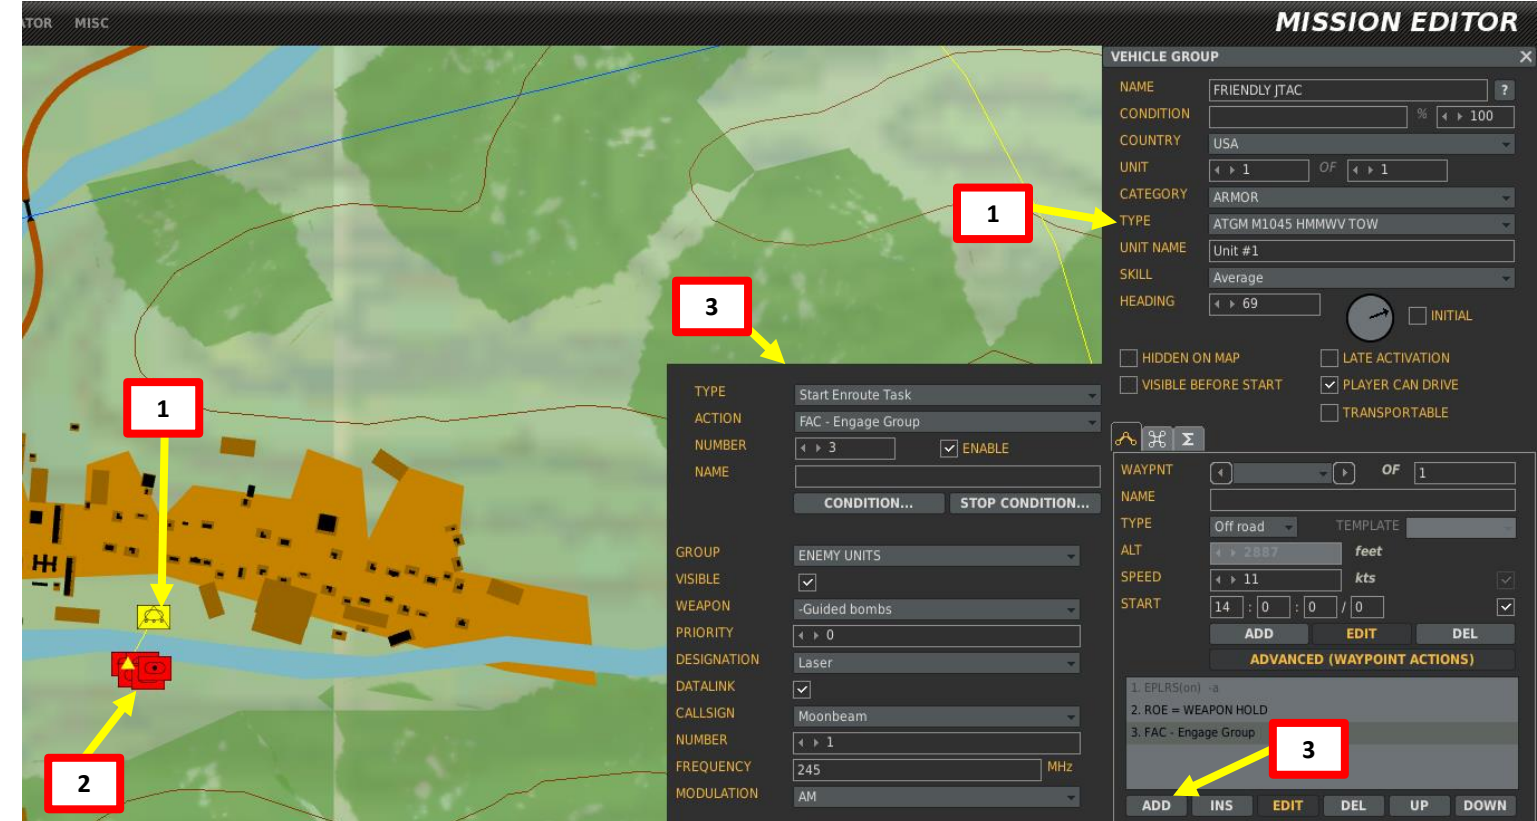 ATOR MISC
MISSION EDITOR
VEHICLE GROUP X
NAME FRIENDLY JTAC ?
CONDITION % 100
COUNTRY USA
UNIT 1 OF 1
CATEGORY ARMOR
1
TYPE ATGM M1045 HMMWV TOW
UNIT NAME Unit #1
SKILL Average
HEADING 69
INITIAL
HIDDEN ON MAP LATE ACTIVATION
VISIBLE BEFORE START PLAYER CAN DRIVE
TRANSPORTABLE
Σ
WAYPNT OF 1
NAME
TYPE Off road TEMPLATE
ALT 2887 feet
SPEED 11 kts
START 14 : 0 : 0 / 0
ADD EDIT DEL
ADVANCED (WAYPOINT ACTIONS)
1. EPLRS(on) -a
2. ROE = WEAPON HOLD
3. FAC - Engage Group
3
ADD INS EDIT DEL UP DOWN
3
TYPE Start Enroute Task
ACTION FAC - Engage Group
NUMBER 3 ENABLE
NAME
CONDITION... STOP CONDITION...
GROUP ENEMY UNITS
VISIBLE
WEAPON -Guided bombs
PRIORITY 0
DESIGNATION Laser
DATALINK
CALLSIGN Moonbeam
NUMBER 1
FREQUENCY 245 MHz
MODULATION AM
1
2